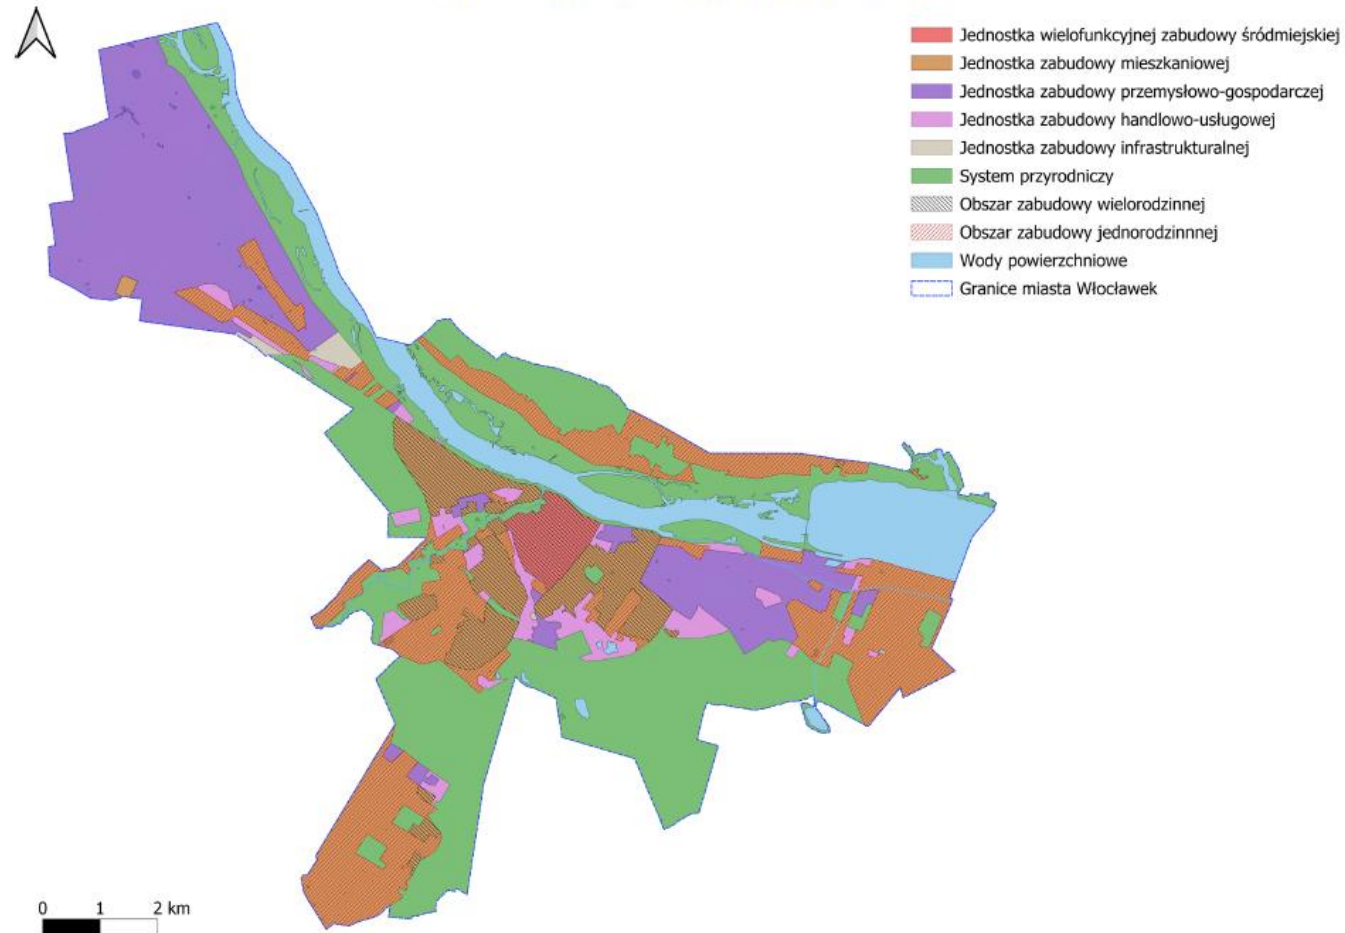 Jednostka wielofunkcyjnej zabudowy śródmiejskiej
Jednostka zabudowy mieszkaniowej
Jednostka zabudowy przemysłowo-gospodarczej
Jednostka zabudowy handlowo-usługowej
Jednostka zabudowy infrastrukturalnej
System przyrodniczy
Obszar zabudowy wielorodzinnej
Obszar zabudowy jednorodzinnnej
Wody powierzchniowe
Granice miasta Włocławek
0 1 2 km